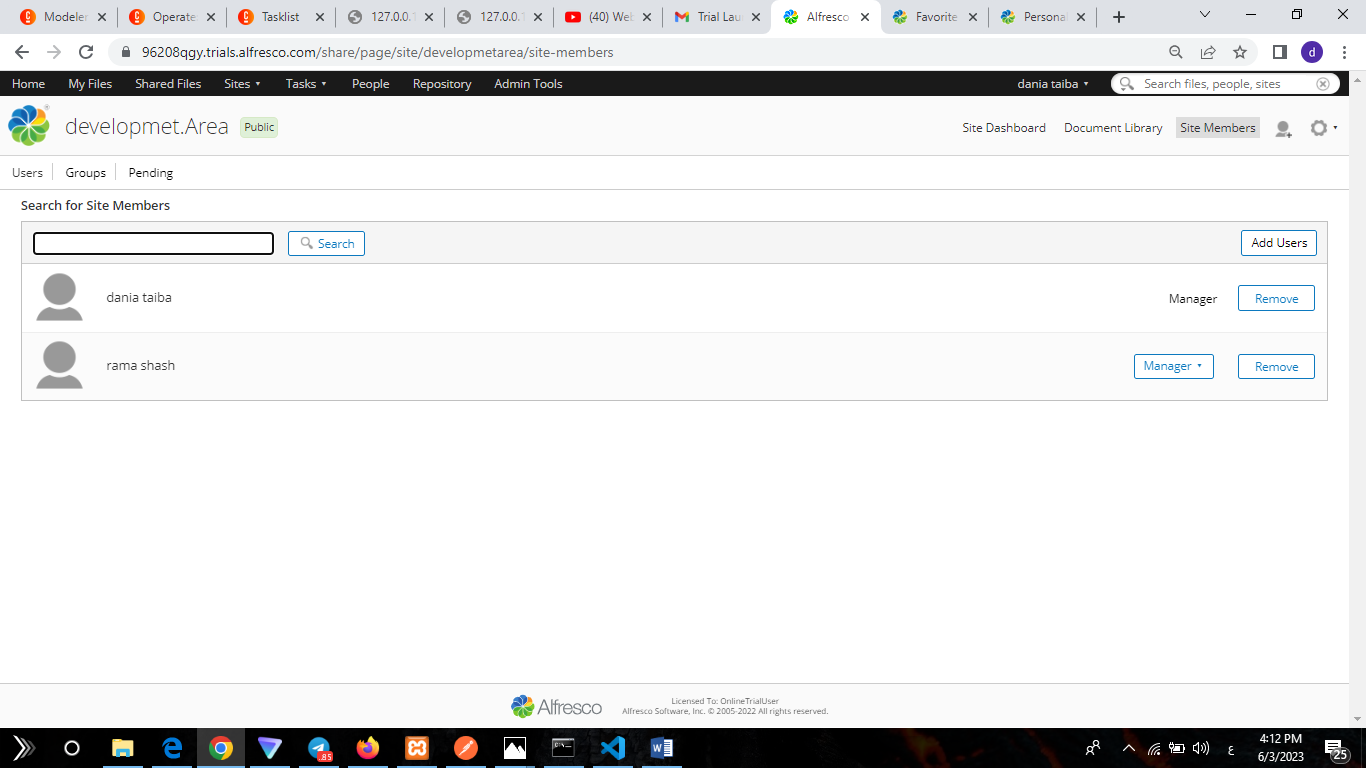 Modeler
Operate
Tasklist
127.0.0.1
127.0.0.1
(40) Web
Trial Lau
Alfresco
Favorite
Personal
96208qgy.trials.alfresco.com/share/page/site/developmetarea/site-members
d
Home My Files Shared Files Sites Tasks People Repository Admin Tools dania taiba Search files, people, sites
developmet.Area Public Site Dashboard Document Library Site Members
Users Groups Pending
Search for Site Members
Search Add Users
dania taiba Manager Remove
rama shash Manager Remove
Alfresco
Licensed To: OnlineTrialUser
Alfresco Software, Inc. © 2005-2022 All rights reserved.
85
ع
4:12 PM
6/3/2023
25